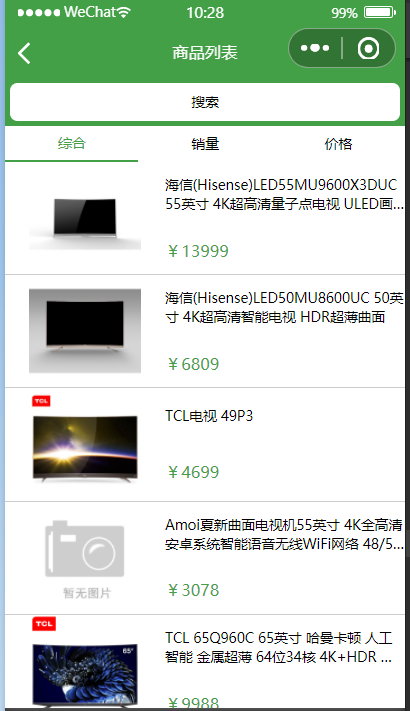 WeChat
10:28
99%
商品列表
搜索
综合 销量 价格
海信(Hisense)LED55MU9600X3DUC
55英寸 4K超高清量子点电视 ULED画...
￥13999
海信(Hisense)LED50MU8600UC 50英
寸 4K超高清智能电视 HDR超薄曲面
￥6809
TCL
TCL电视 49P3
￥4699
Amoi夏新曲面电视机55英寸 4K全高清
安卓系统智能语音无线WiFi网络 48/5...
暂无图片
￥3078
TCL
65"
TCL 65Q960C 65英寸 哈曼卡顿 人工
智能 金属超薄 64位34核 4K+HDR ...
￥9988